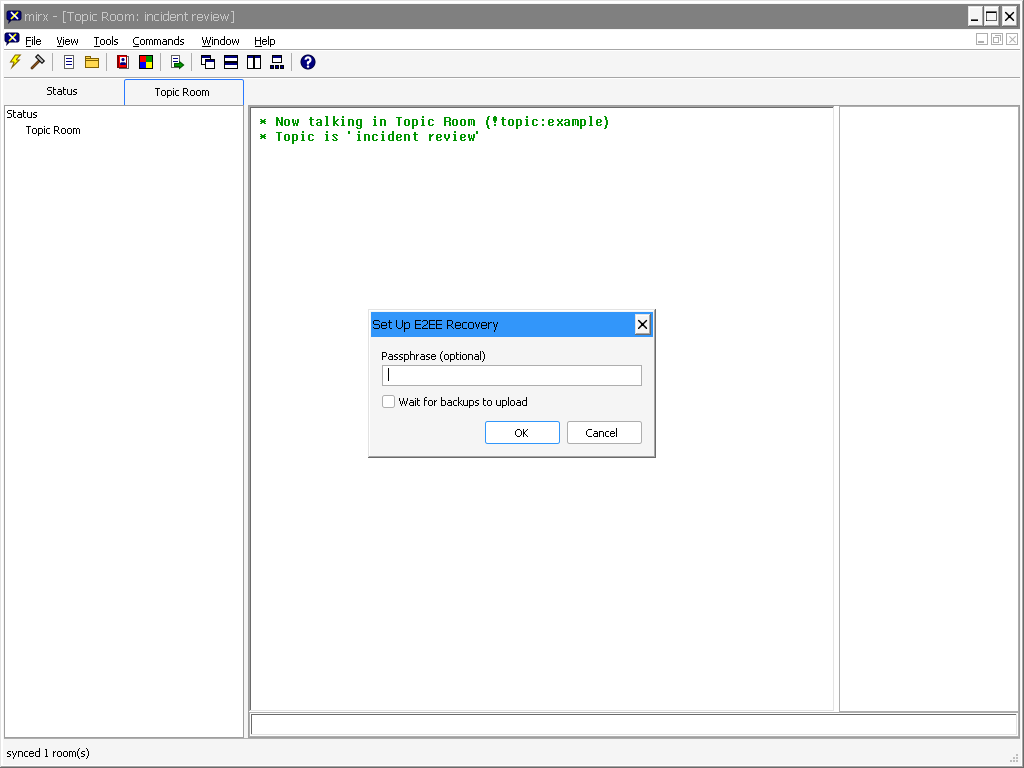 mirx - [Topic Room: incident review]
File View Tools Commands Window Help
Status Topic Room
Status
Topic Room
* Now talking in Topic Room (!topic:example)
* Topic is 'incident review'
Set Up E2EE Recovery
Passphrase (optional)
Wait for backups to upload
OK Cancel
synced 1 room(s)